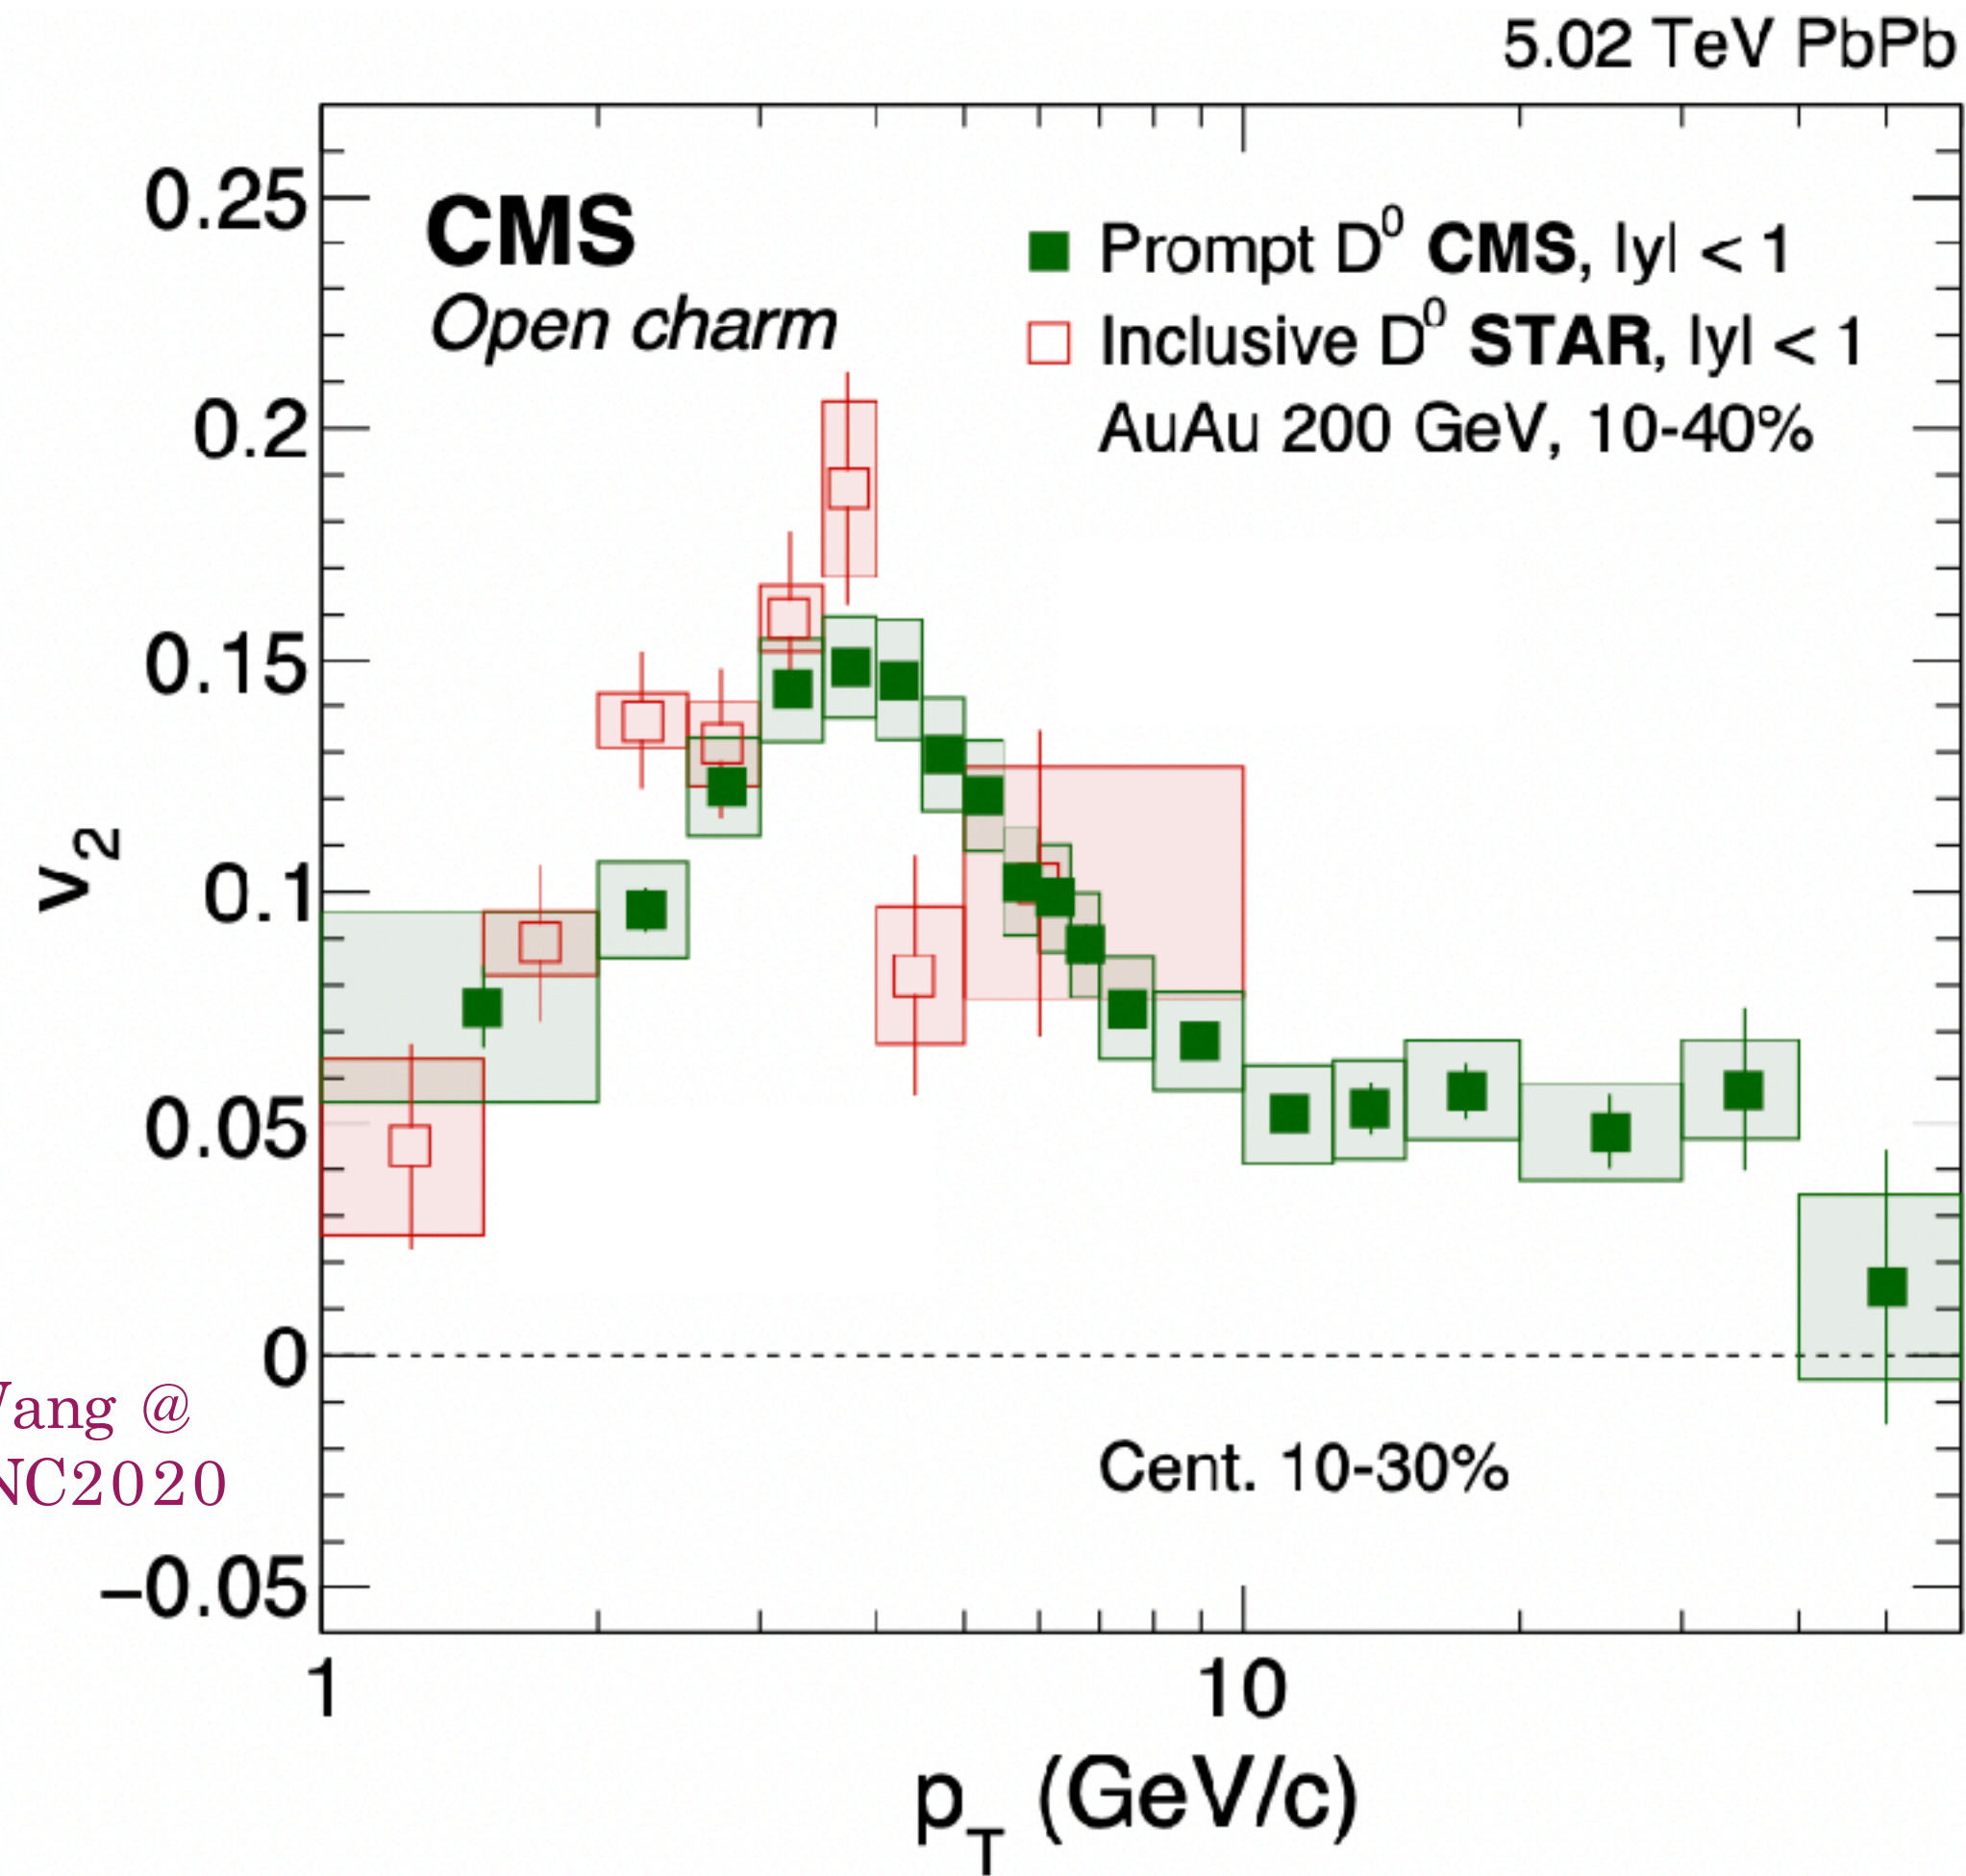 5.02 TeV PbPb
CMS
Open charm
Prompt D⁰ CMS, |y| < 1
Inclusive D⁰ STAR, |y| < 1
AuAu 200 GeV, 10-40%
0.25
0.2
0.15
0.1
0.05
0
−0.05
v₂
@
NC2020
Cent. 10-30%
1
10
p_T (GeV/c)